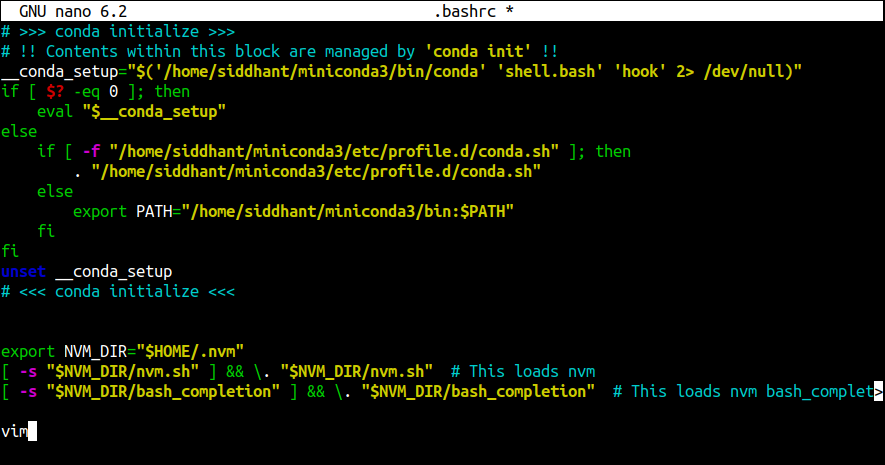 GNU nano 6.2 .bashrc *
# >>> conda initialize >>>
# !! Contents within this block are managed by 'conda init' !!
__conda_setup="$('/home/siddhant/miniconda3/bin/conda' 'shell.bash' 'hook' 2> /dev/null)"
if [ $? -eq 0 ]; then
    eval "$__conda_setup"
else
    if [ -f "/home/siddhant/miniconda3/etc/profile.d/conda.sh" ]; then
        . "/home/siddhant/miniconda3/etc/profile.d/conda.sh"
    else
        export PATH="/home/siddhant/miniconda3/bin:$PATH"
    fi
fi
unset __conda_setup
# <<< conda initialize <<<
export NVM_DIR="$HOME/.nvm"
[ -s "$NVM_DIR/nvm.sh" ] && \. "$NVM_DIR/nvm.sh"  # This loads nvm
[ -s "$NVM_DIR/bash_completion" ] && \. "$NVM_DIR/bash_completion"  # This loads nvm bash_complet>
vim